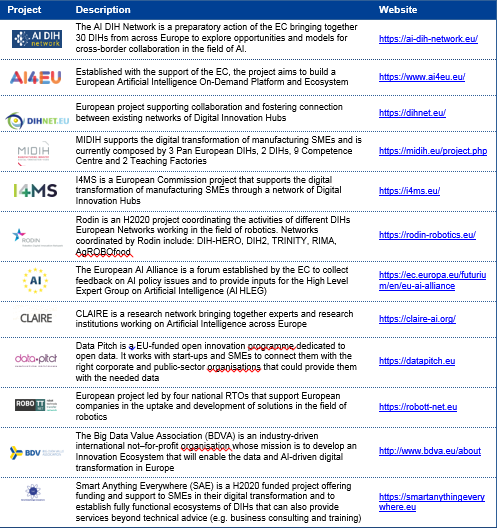 Project Description Website
AI DIH
network
The AI DIH Network is a preparatory action of the EC bringing together
30 DIHs from across Europe to explore opportunities and models for
cross-border collaboration in the field of AI.
https://ai-dih-network.eu/
AI4EU
Established with the support of the EC, the project aims to build a
European Artificial Intelligence On-Demand Platform and Ecosystem
https://www.ai4eu.eu/
DIHNET.EU
European project supporting collaboration and fostering connection
between existing networks of Digital Innovation Hubs
https://dihnet.eu/
MIDIH
MIDIH supports the digital transformation of manufacturing SMEs and is
currently composed by 3 Pan European DIHs, 2 DIHs, 9 Competence
Centre and 2 Teaching Factories
https://midih.eu/project.php
I4MS
I4MS is a European Commission project that supports the digital
transformation of manufacturing SMEs through a network of Digital
Innovation Hubs
https://i4ms.eu/
RODIN
Rodin is an H2020 project coordinating the activities of different DIHs
European Networks working in the field of robotics. Networks
coordinated by Rodin include: DIH-HERO, DIH2, TRINITY, RIMA,
AgROBOfood
https://rodin-robotics.eu/
AI
The European AI Alliance is a forum established by the EC to collect
feedback on AI policy issues and to provide inputs for the High Level
Expert Group on Artificial Intelligence (AI HLEG)
https://ec.europa.eu/futuriu
m/en/eu-ai-alliance
CLAIRE
CLAIRE is a research network bringing together experts and research
institutions working on Artificial Intelligence across Europe
https://claire-ai.org/
data pitch
Data Pitch is a EU-funded open innovation programme dedicated to
open data. It works with start-ups and SMEs to connect them with the
right corporate and public-sector organisations that could provide them
with the needed data
https://datapitch.eu
ROBOTT
European project led by four national RTOs that support European
companies in the uptake and development of solutions in the field of
robotics
https://robott-net.eu
BDV
The Big Data Value Association (BDVA) is an industry-driven
international not–for-profit organisation whose mission is to develop an
Innovation Ecosystem that will enable the data and AI-driven digital
transformation in Europe
http://www.bdva.eu/about
Smart Anything Everywhere (SAE) is a H2020 funded project offering
funding and support to SMEs in their digital transformation and to
establish fully functional ecosystems of DIHs that can also provide
services beyond technical advice (e.g. business consulting and training)
https://smartanythingevery
where.eu